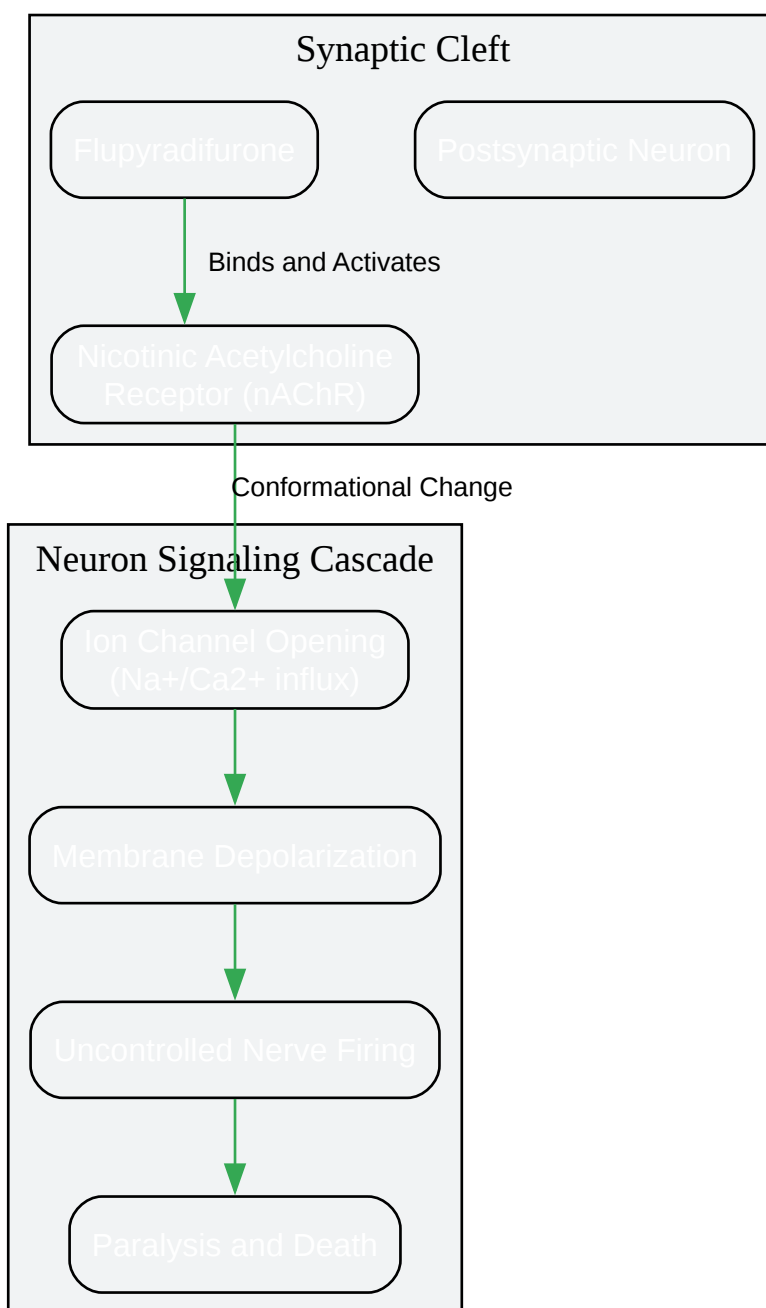 Synaptic Cleft
Flupyradifurone
Postsynaptic Neuron
Binds and Activates
Nicotinic Acetylcholine
Receptor (nAChR)
Conformational Change
Neuron Signaling Cascade
Ion Channel Opening
(Na+/Ca2+ influx)
Membrane Depolarization
Uncontrolled Nerve Firing
Paralysis and Death